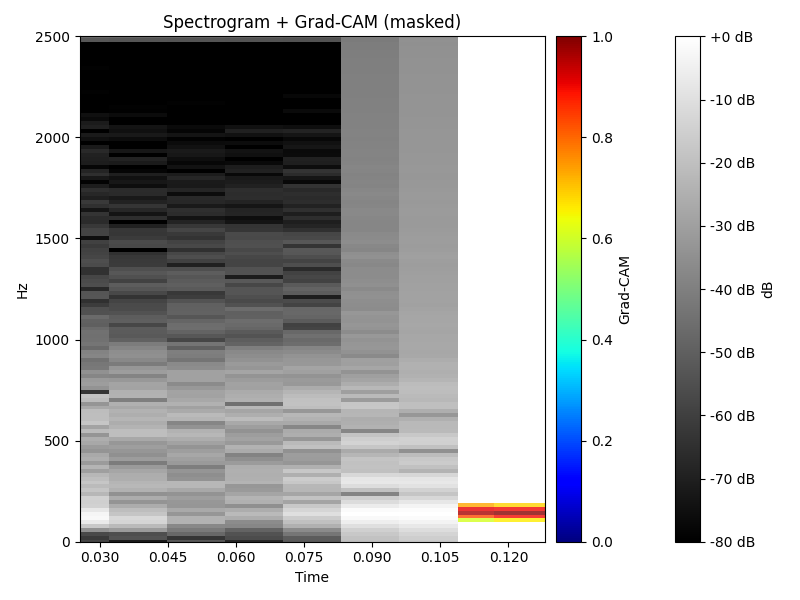 Spectrogram + Grad-CAM (masked)
2500
2000
1500
1000
500
0
Hz
0.030
0.045
0.060
0.075
0.090
0.105
0.120
Time
1.0
0.8
0.6
0.4
0.2
0.0
Grad-CAM
+0 dB
-10 dB
-20 dB
-30 dB
-40 dB
-50 dB
-60 dB
-70 dB
-80 dB
dB